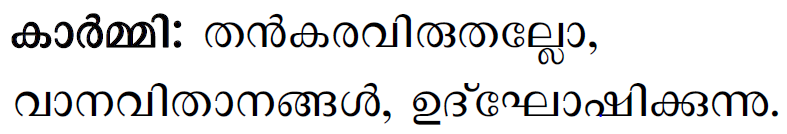 കാർമ്മി: തൻകരവിരുതല്ലോ,
വാനവിതാനങ്ങൾ, ഉദ്ഘോഷിക്കുന്നു.